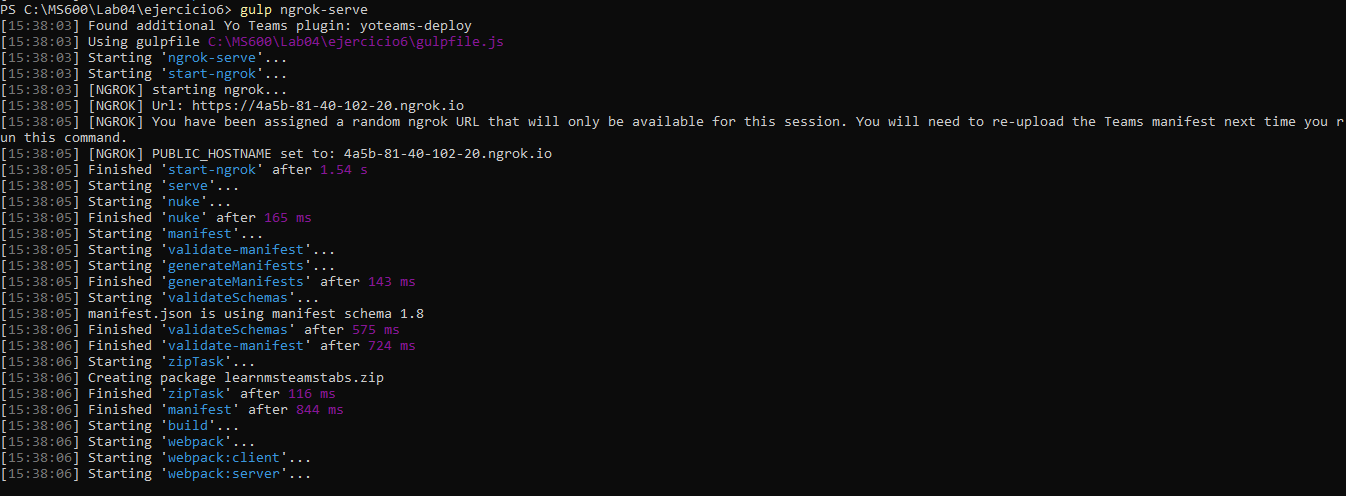 PS C:\MS600\Lab04\ejercicio6> gulp ngrok-serve
[15:38:03] Found additional Yo Teams plugin: yoteams-deploy
[15:38:03] Using gulpfile C:\MS600\Lab04\ejercicio6\gulpfile.js
[15:38:03] Starting 'ngrok-serve'...
[15:38:03] Starting 'start-ngrok'...
[15:38:03] [NGROK] starting ngrok...
[15:38:05] [NGROK] Url: https://4a5b-81-40-102-20.ngrok.io
[15:38:05] [NGROK] You have been assigned a random ngrok URL that will only be available for this session. You will need to re-upload the Teams manifest next time you r
un this command.
[15:38:05] [NGROK] PUBLIC_HOSTNAME set to: 4a5b-81-40-102-20.ngrok.io
[15:38:05] Finished 'start-ngrok' after 1.54 s
[15:38:05] Starting 'serve'...
[15:38:05] Starting 'nuke'...
[15:38:05] Finished 'nuke' after 165 ms
[15:38:05] Starting 'manifest'...
[15:38:05] Starting 'validate-manifest'...
[15:38:05] Starting 'generateManifests'...
[15:38:05] Finished 'generateManifests' after 143 ms
[15:38:05] Starting 'validateSchemas'...
[15:38:05] manifest.json is using manifest schema 1.8
[15:38:06] Finished 'validateSchemas' after 575 ms
[15:38:06] Finished 'validate-manifest' after 724 ms
[15:38:06] Starting 'zipTask'...
[15:38:06] Creating package learnmsteamstabs.zip
[15:38:06] Finished 'zipTask' after 116 ms
[15:38:06] Finished 'manifest' after 844 ms
[15:38:06] Starting 'build'...
[15:38:06] Starting 'webpack'...
[15:38:06] Starting 'webpack:client'...
[15:38:06] Starting 'webpack:server'...